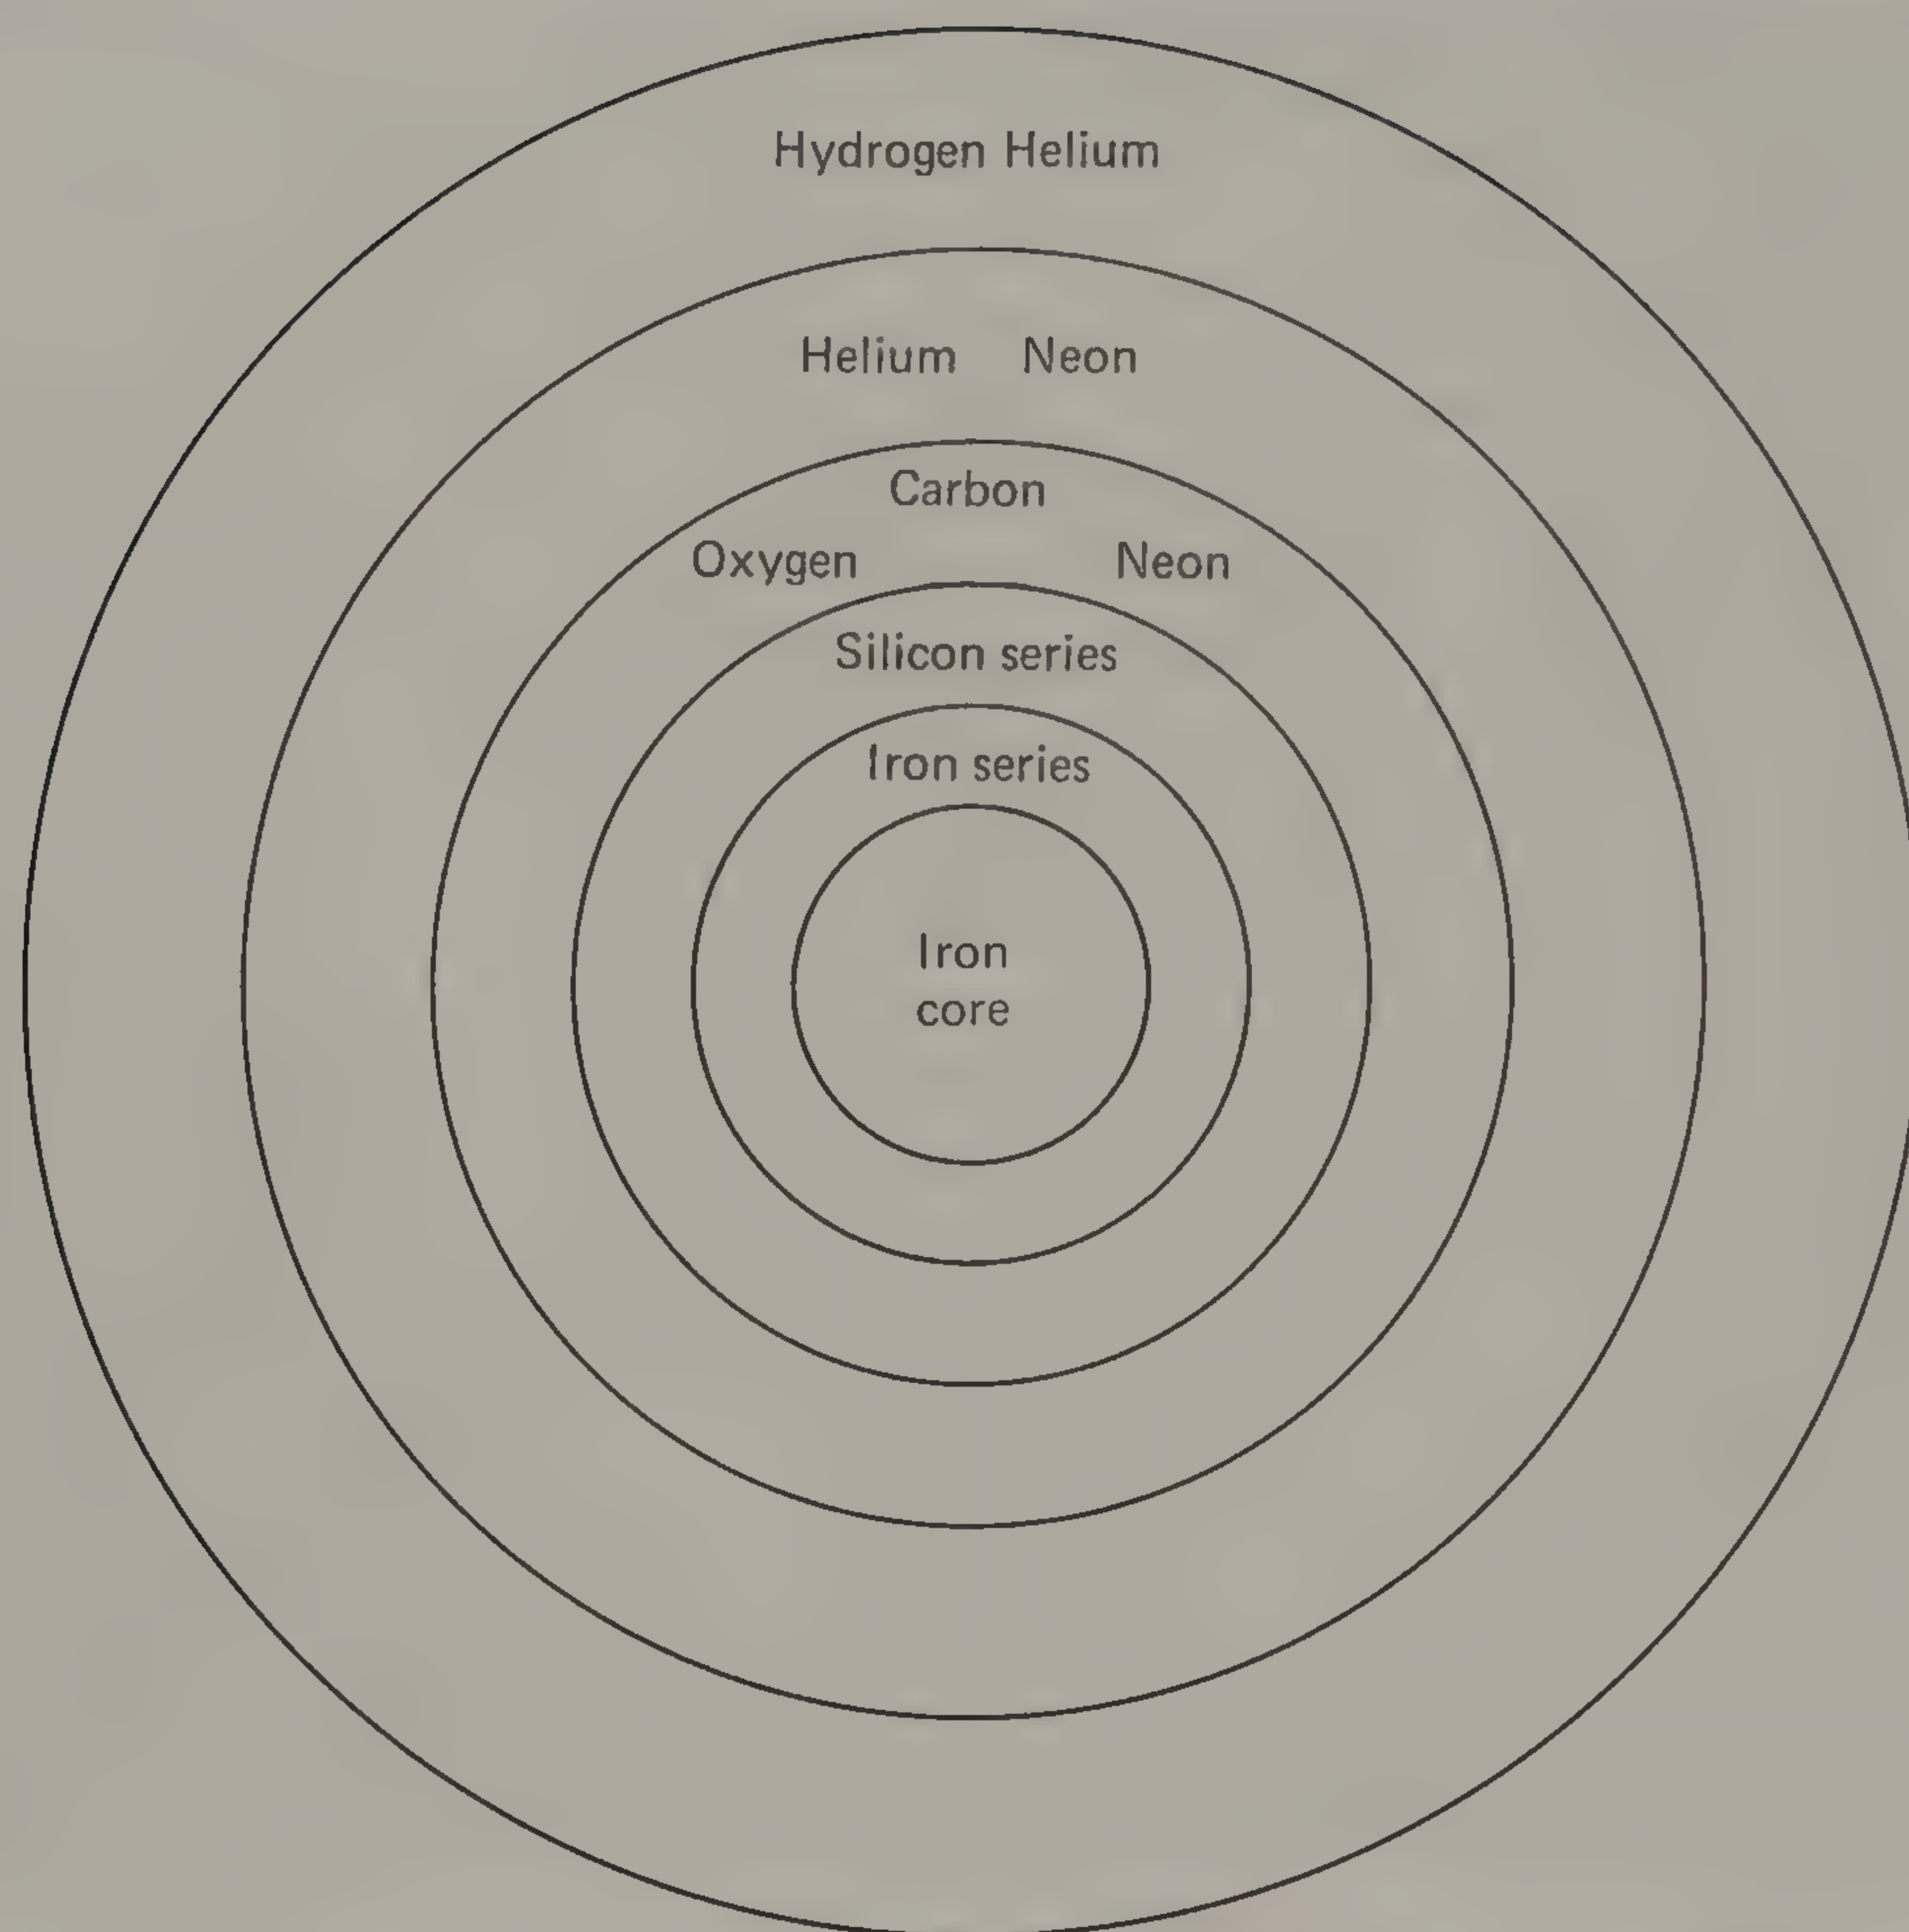 Hydrogen Helium
Helium Neon
Carbon
Oxygen Neon
Silicon series
Iron series
Iron
core